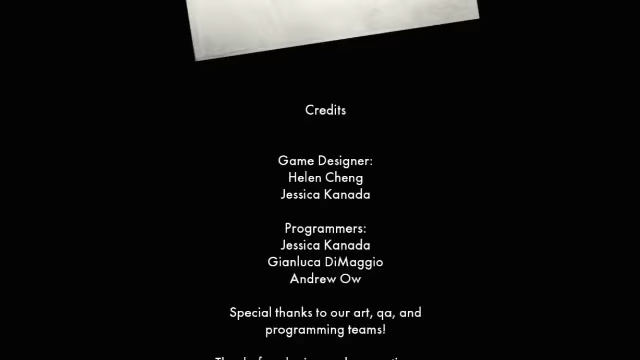 Credits
Game Designer:
Helen Cheng
Jessica Kanada
Programmers:
Jessica Kanada
Gianluca DiMaggio
Andrew Ow
Special thanks to our art, qa, and
programming teams!